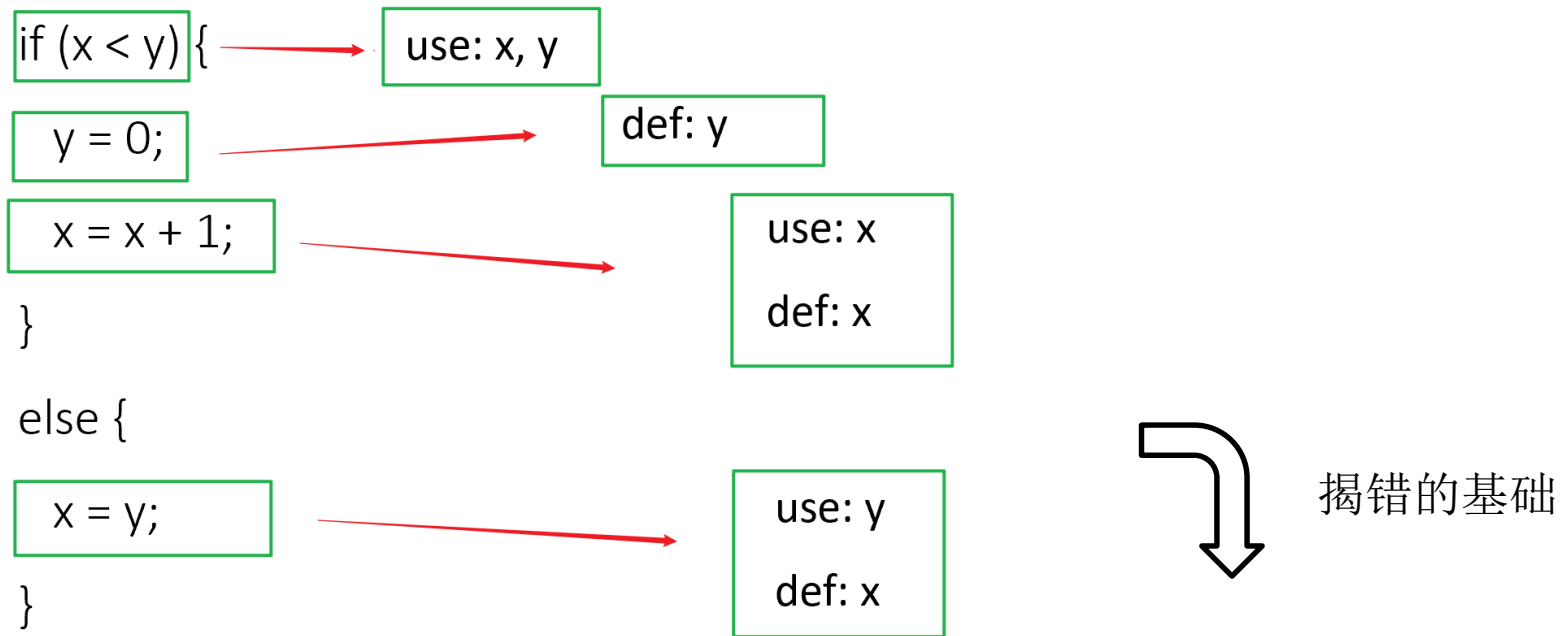 if (x < y) {
use: x, y
y = 0;
def: y
x = x + 1;
use: x
def: x
}
else {
x = y;
use: y
def: x
}
揭错的基础